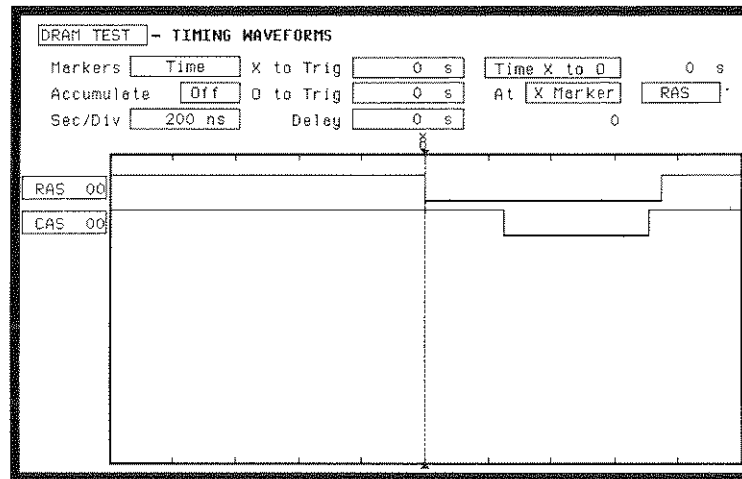 DRAM TEST - TIMING WAVEFORMS
Markers Time X to Trig 0 s Time X to O 0 s
Accumulate Off O to Trig 0 s At X Marker RAS
Sec/Div 200 ns Delay 0 s 0
X
O
RAS 00
CAS 00